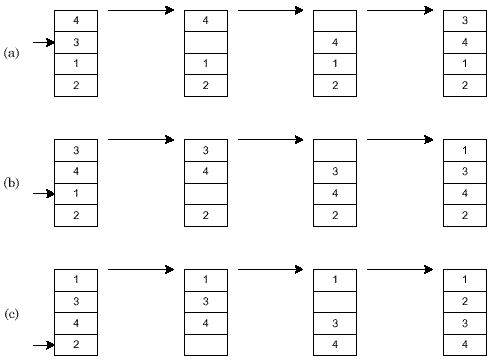 4 4 3
(a) 3 4 4
1 1 1 1
2 2 2 2
3 3 1
4 4 3 3
(b) 1 4 4
2 2 2 2
1 1 1 1
3 3 2
(c) 4 4 3 3
2 4 4